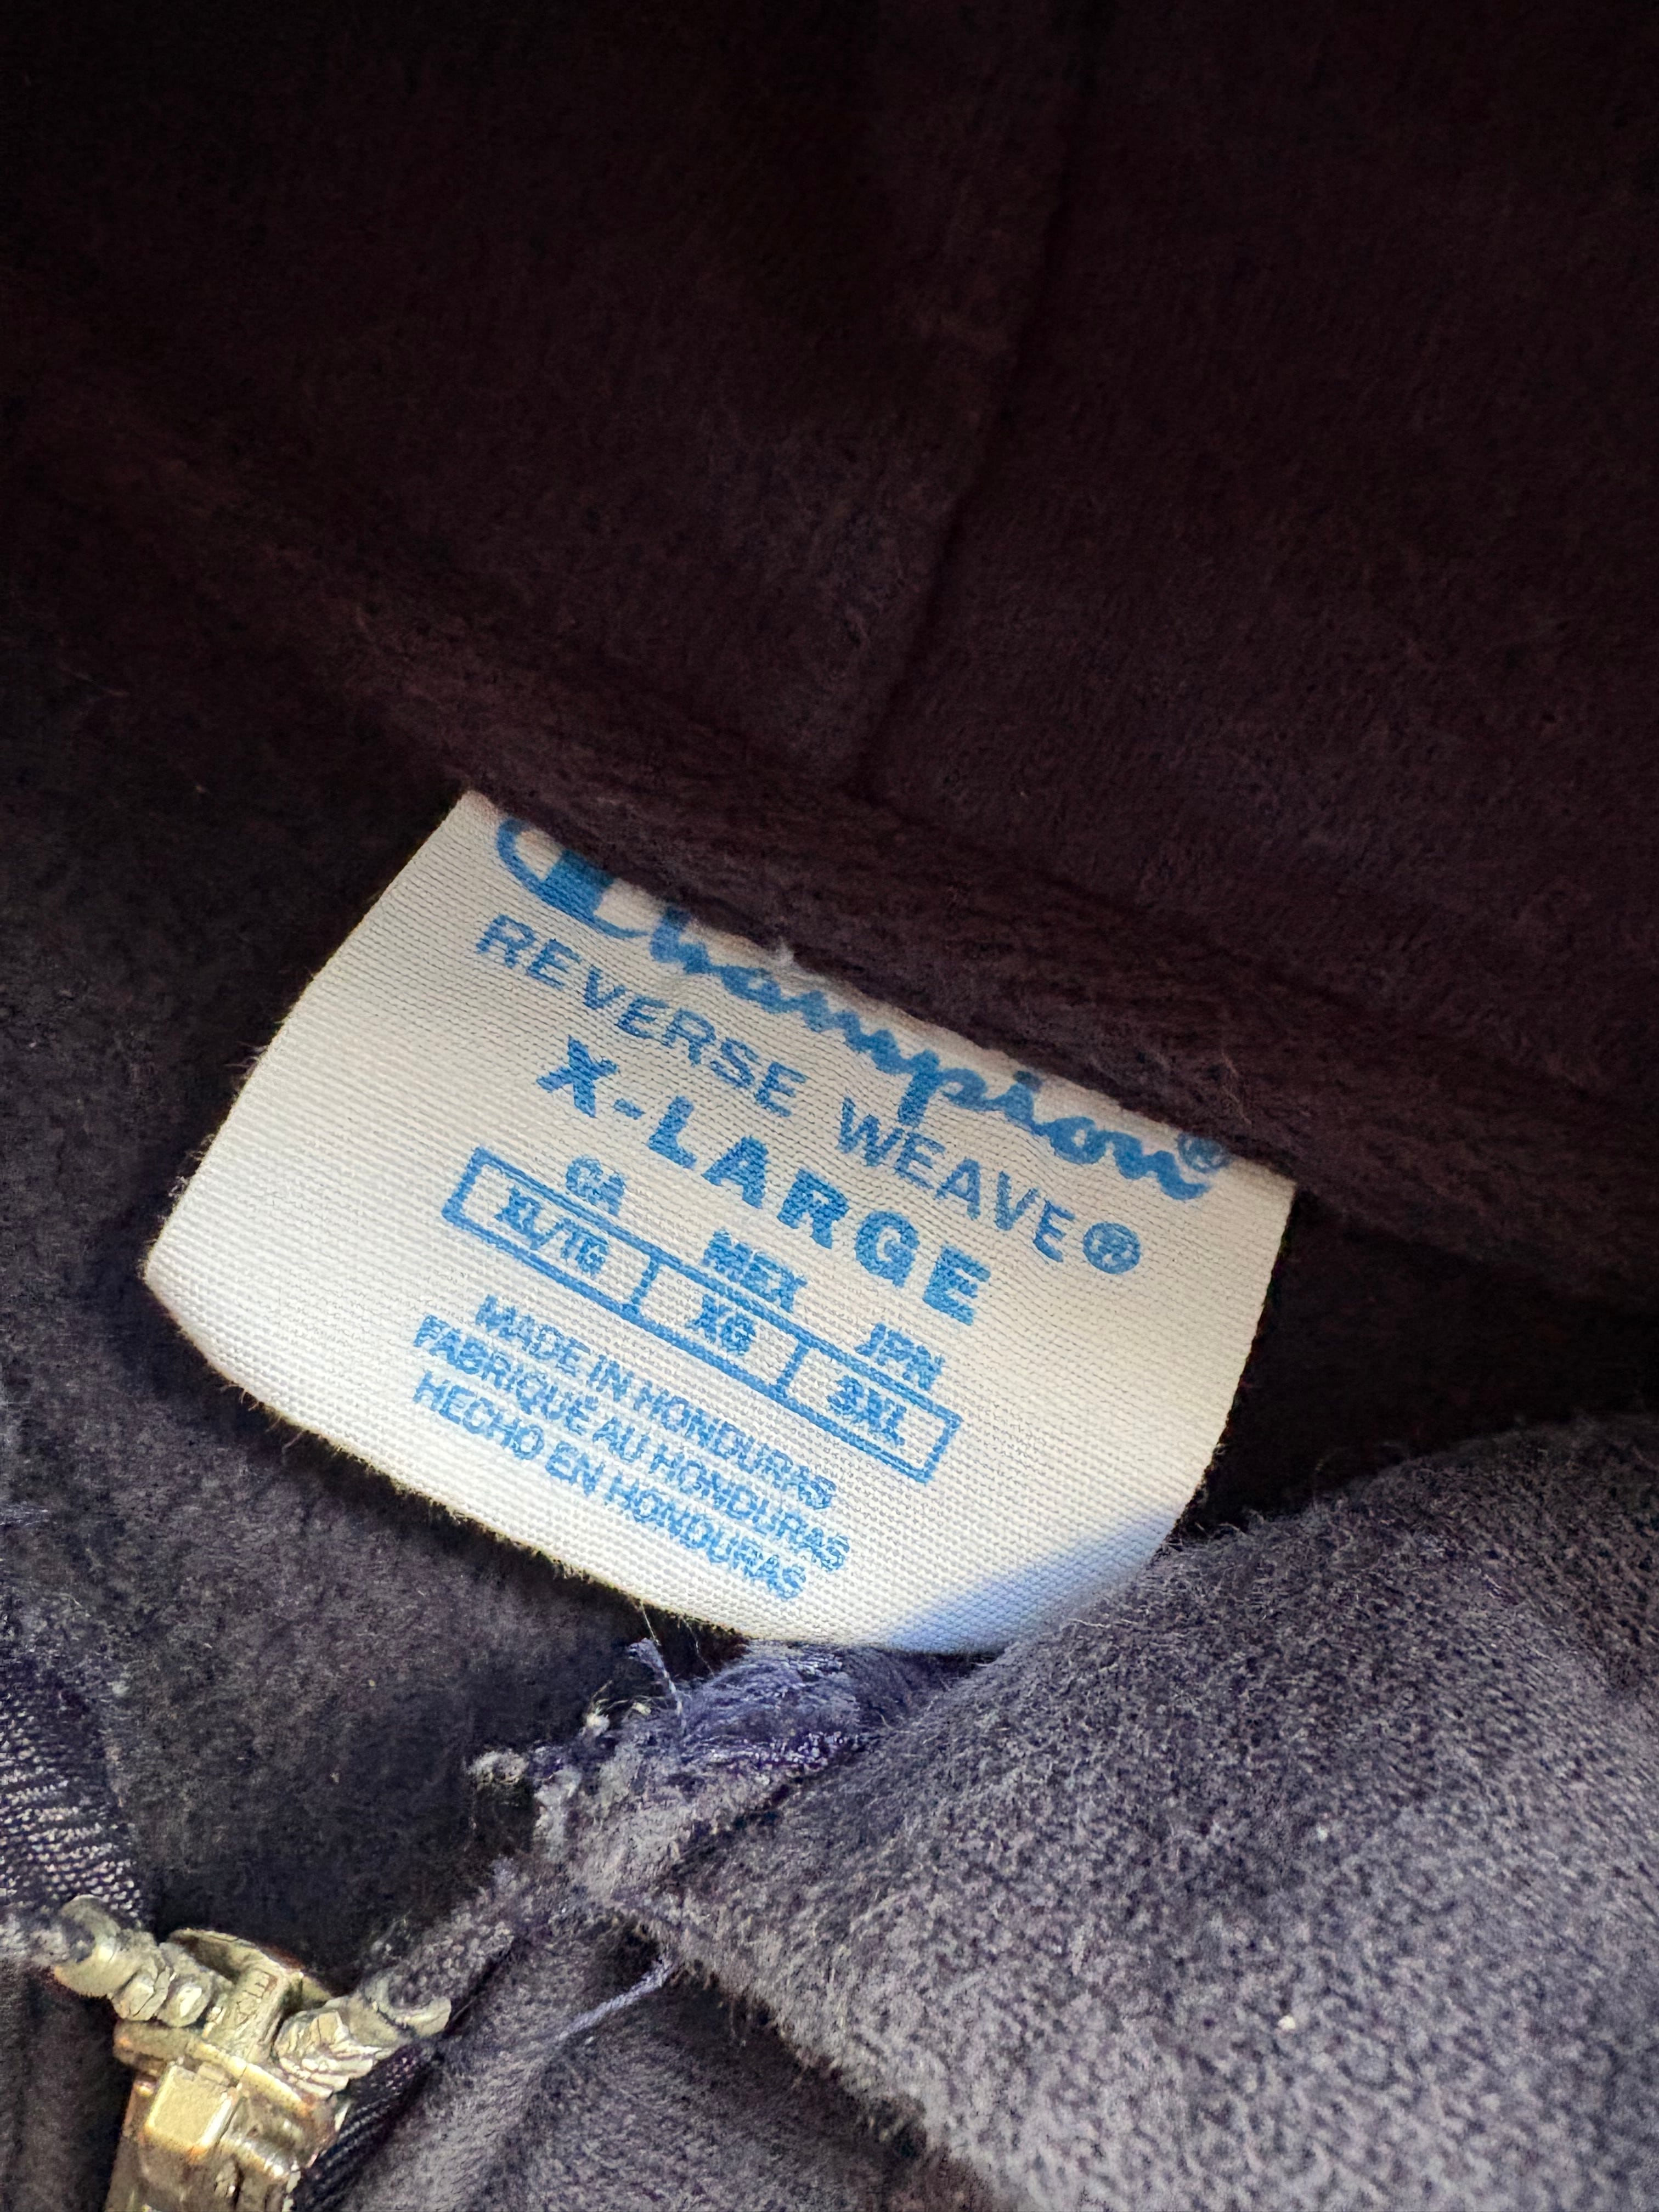 Champion®
REVERSE WEAVE®
X-LARGE
CA MEX JPN
XL/TG XG 3XL
MADE IN HONDURAS
FABRIQUE AU HONDURAS
HECHO EN HONDURAS